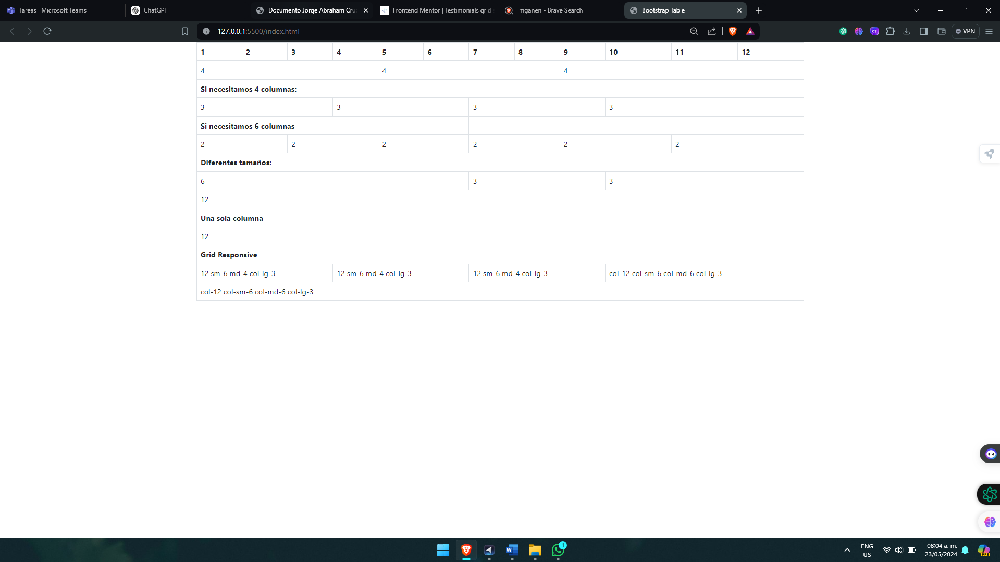 Tareas | Microsoft Teams
ChatGPT
Documento Jorge Abraham Cru
Frontend Mentor | Testimonials grid
imganen - Brave Search
Bootstrap Table
127.0.0.1:5500/index.html
VPN
1 2 3 4 5 6 7 8 9 10 11 12
4 4 4
Si necesitamos 4 columnas:
3 3 3 3
Si necesitamos 6 columnas
2 2 2 2 2 2
Diferentes tamaños:
6 3 3
12
Una sola columna
12
Grid Responsive
12 sm-6 md-4 col-lg-3 12 sm-6 md-4 col-lg-3 12 sm-6 md-4 col-lg-3 col-12 col-sm-6 col-md-6 col-lg-3
col-12 col-sm-6 col-md-6 col-lg-3
1
ENG
US
08:04 a. m.
23/05/2024
PRE